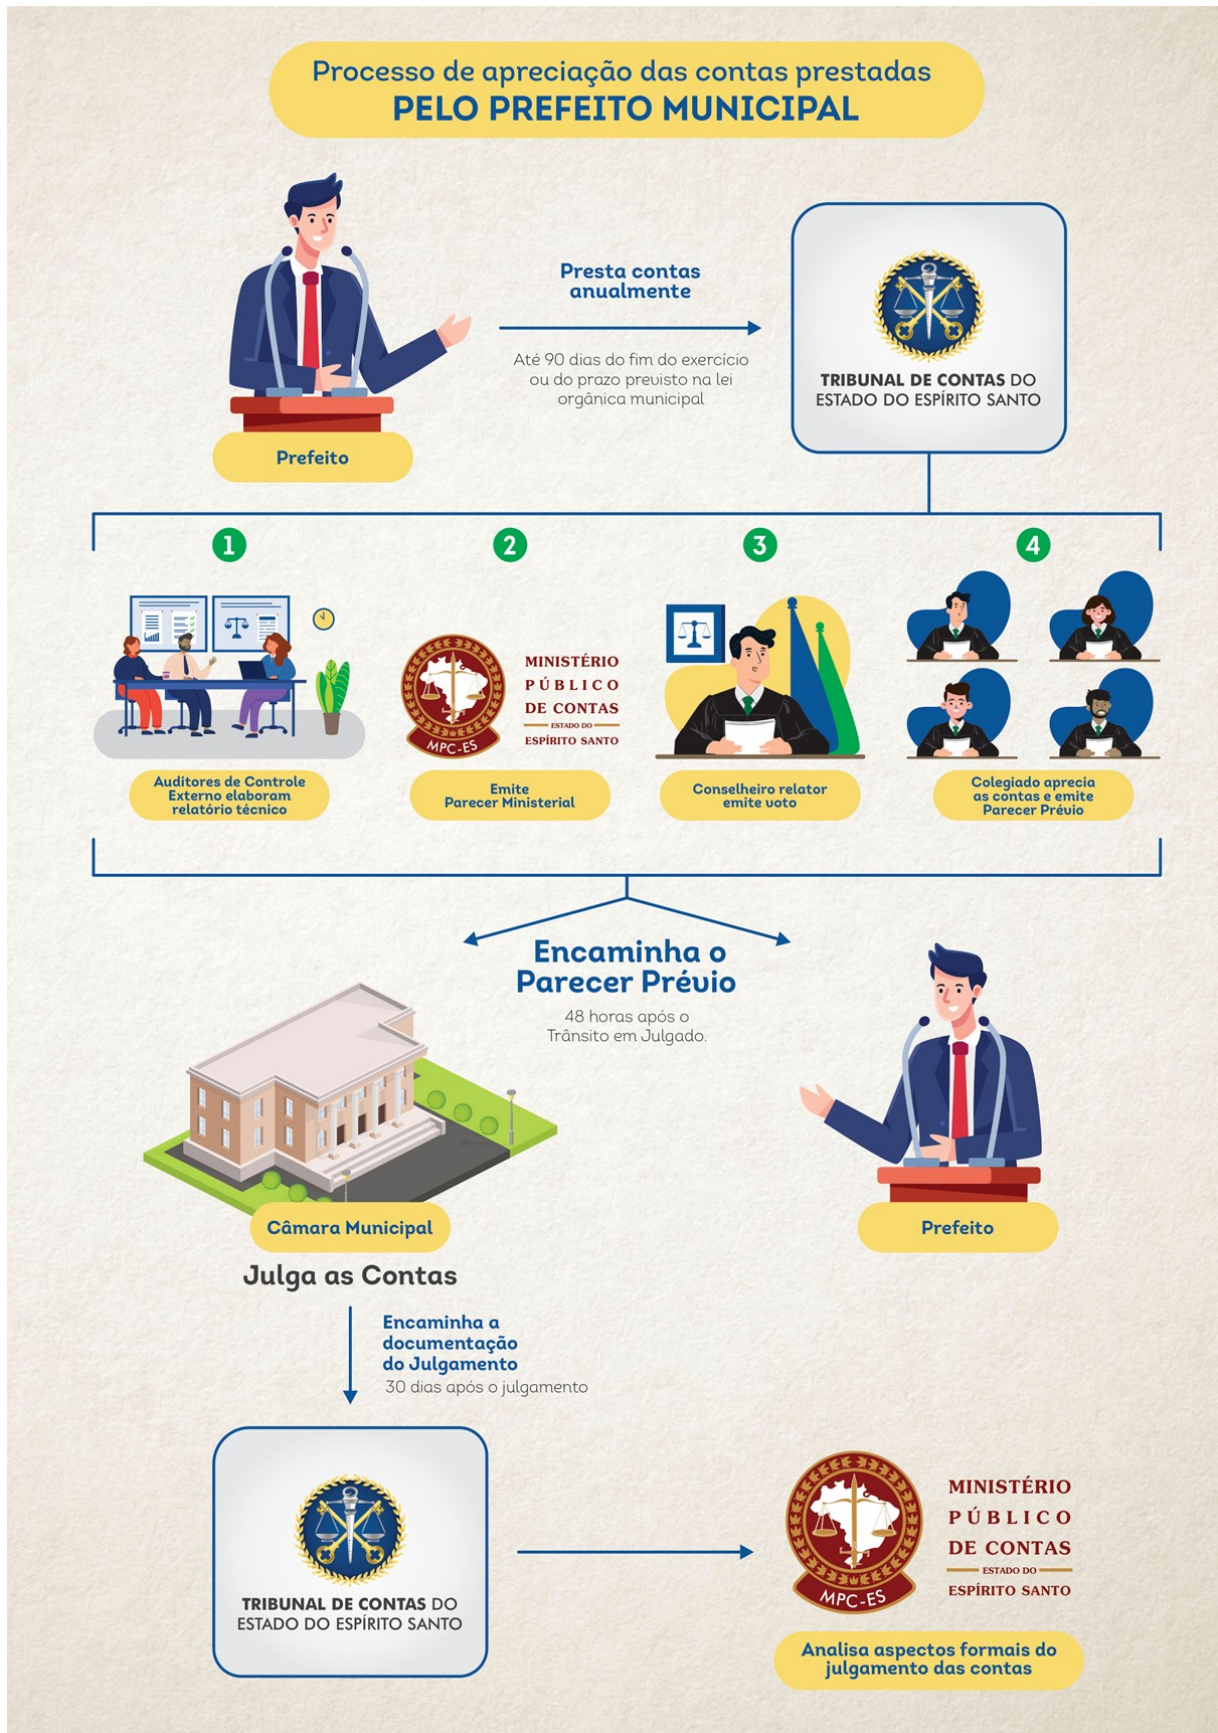 Processo de apreciação das contas prestadas
PELO PREFEITO MUNICIPAL
Presta contas
anualmente
Até 90 dias do fim do exercício
ou do prazo previsto na lei
orgânica municipal
TRIBUNAL DE CONTAS DO
ESTADO DO ESPÍRITO SANTO
Prefeito
1
2
3
4
MINISTÉRIO
PÚBLICO
DE CONTAS
ESTADO DO
ESPÍRITO SANTO
MPC-ES
Auditores de Controle
Externo elaboram
relatório técnico
Emite
Parecer Ministerial
Conselheiro relator
emite voto
Colegiado aprecia
as contas e emite
Parecer Prévio
Encaminha o
Parecer Prévio
48 horas após o
Trânsito em Julgado.
Câmara Municipal
Prefeito
Julga as Contas
Encaminha a
documentação
do Julgamento
30 dias após o julgamento
TRIBUNAL DE CONTAS DO
ESTADO DO ESPÍRITO SANTO
MINISTÉRIO
PÚBLICO
DE CONTAS
ESTADO DO
ESPÍRITO SANTO
MPC-ES
Analisa aspectos formais do
julgamento das contas